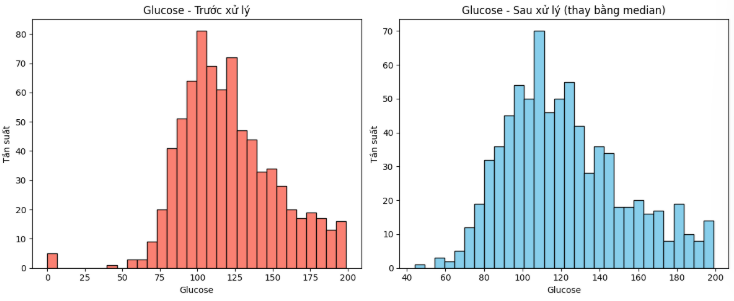 Glucose - Trước xử lý
80
70
60
50
40
30
20
10
0
Tần suất
0 25 50 75 100 125 150 175 200
Glucose
Glucose - Sau xử lý (thay bằng median)
70
60
50
40
30
20
10
0
Tần suất
40 60 80 100 120 140 160 180 200
Glucose